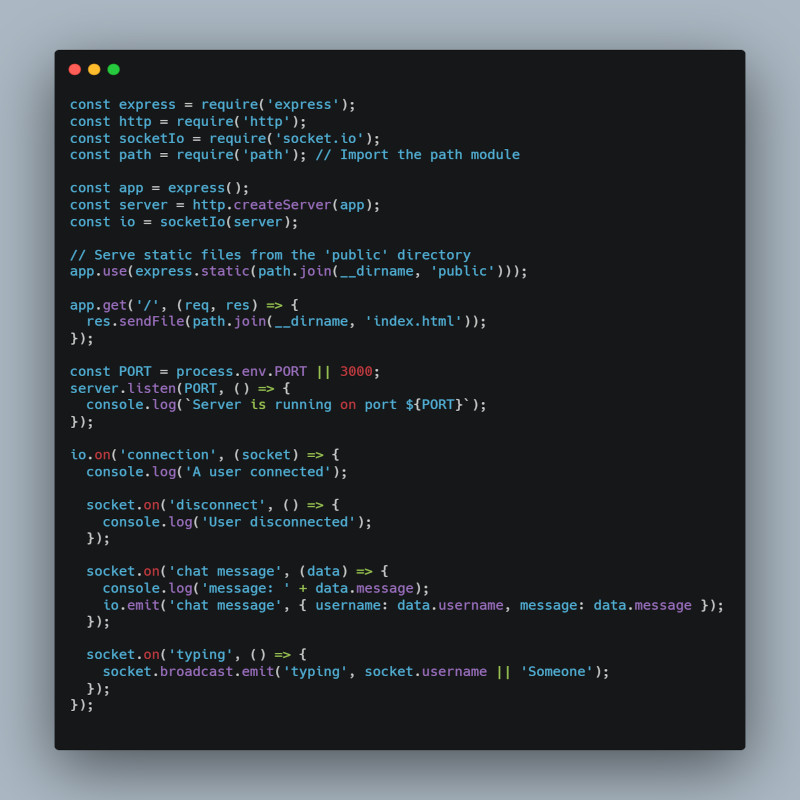 const express = require('express');
const http = require('http');
const socketIo = require('socket.io');
const path = require('path'); // Import the path module

const app = express();
const server = http.createServer(app);
const io = socketIo(server);

// Serve static files from the 'public' directory
app.use(express.static(path.join(__dirname, 'public')));

app.get('/', (req, res) => {
  res.sendFile(path.join(__dirname, 'index.html'));
});

const PORT = process.env.PORT || 3000;
server.listen(PORT, () => {
  console.log(`Server is running on port ${PORT}`);
});

io.on('connection', (socket) => {
  console.log('A user connected');

  socket.on('disconnect', () => {
    console.log('User disconnected');
  });

  socket.on('chat message', (data) => {
    console.log('message: ' + data.message);
    io.emit('chat message', { username: data.username, message: data.message });
  });

  socket.on('typing', () => {
    socket.broadcast.emit('typing', socket.username || 'Someone');
  });
});